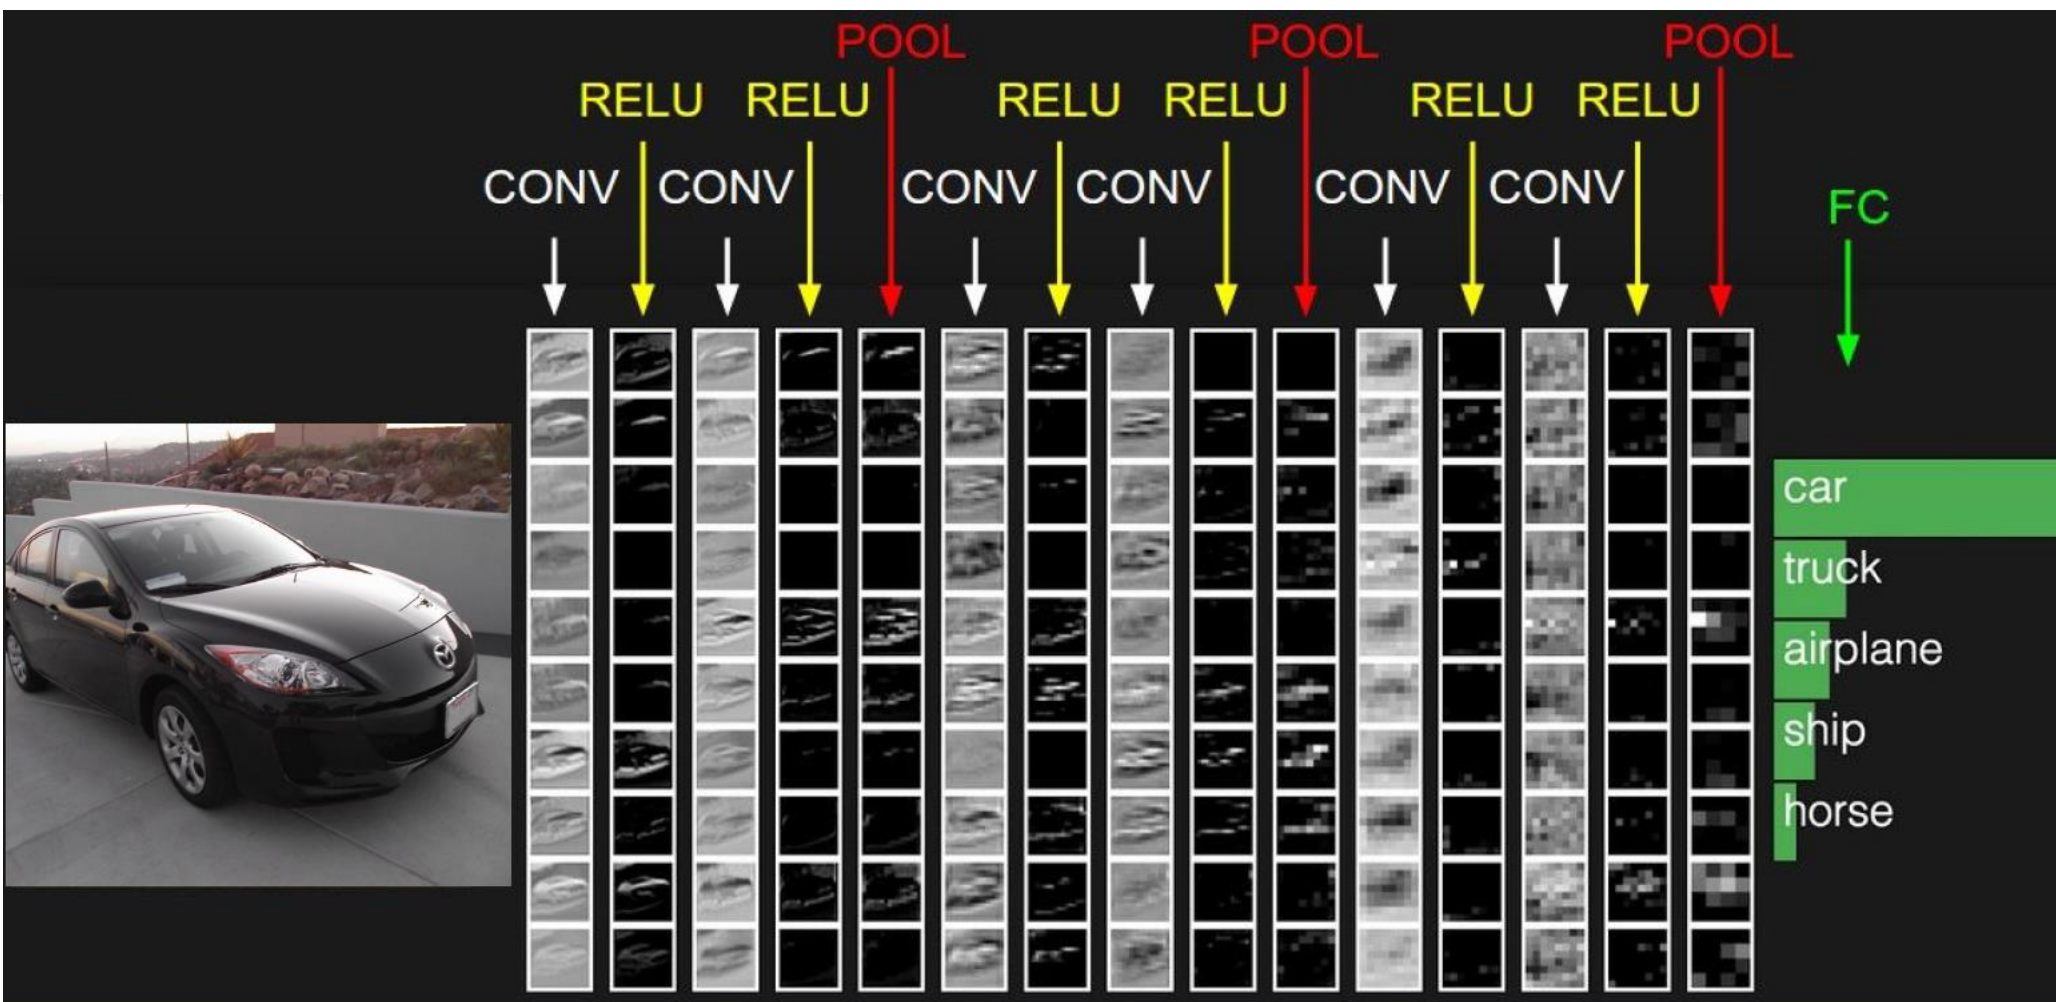 POOL POOL POOL
RELU RELU RELU RELU RELU RELU
CONV CONV CONV CONV CONV CONV
FC
car
truck
airplane
ship
horse